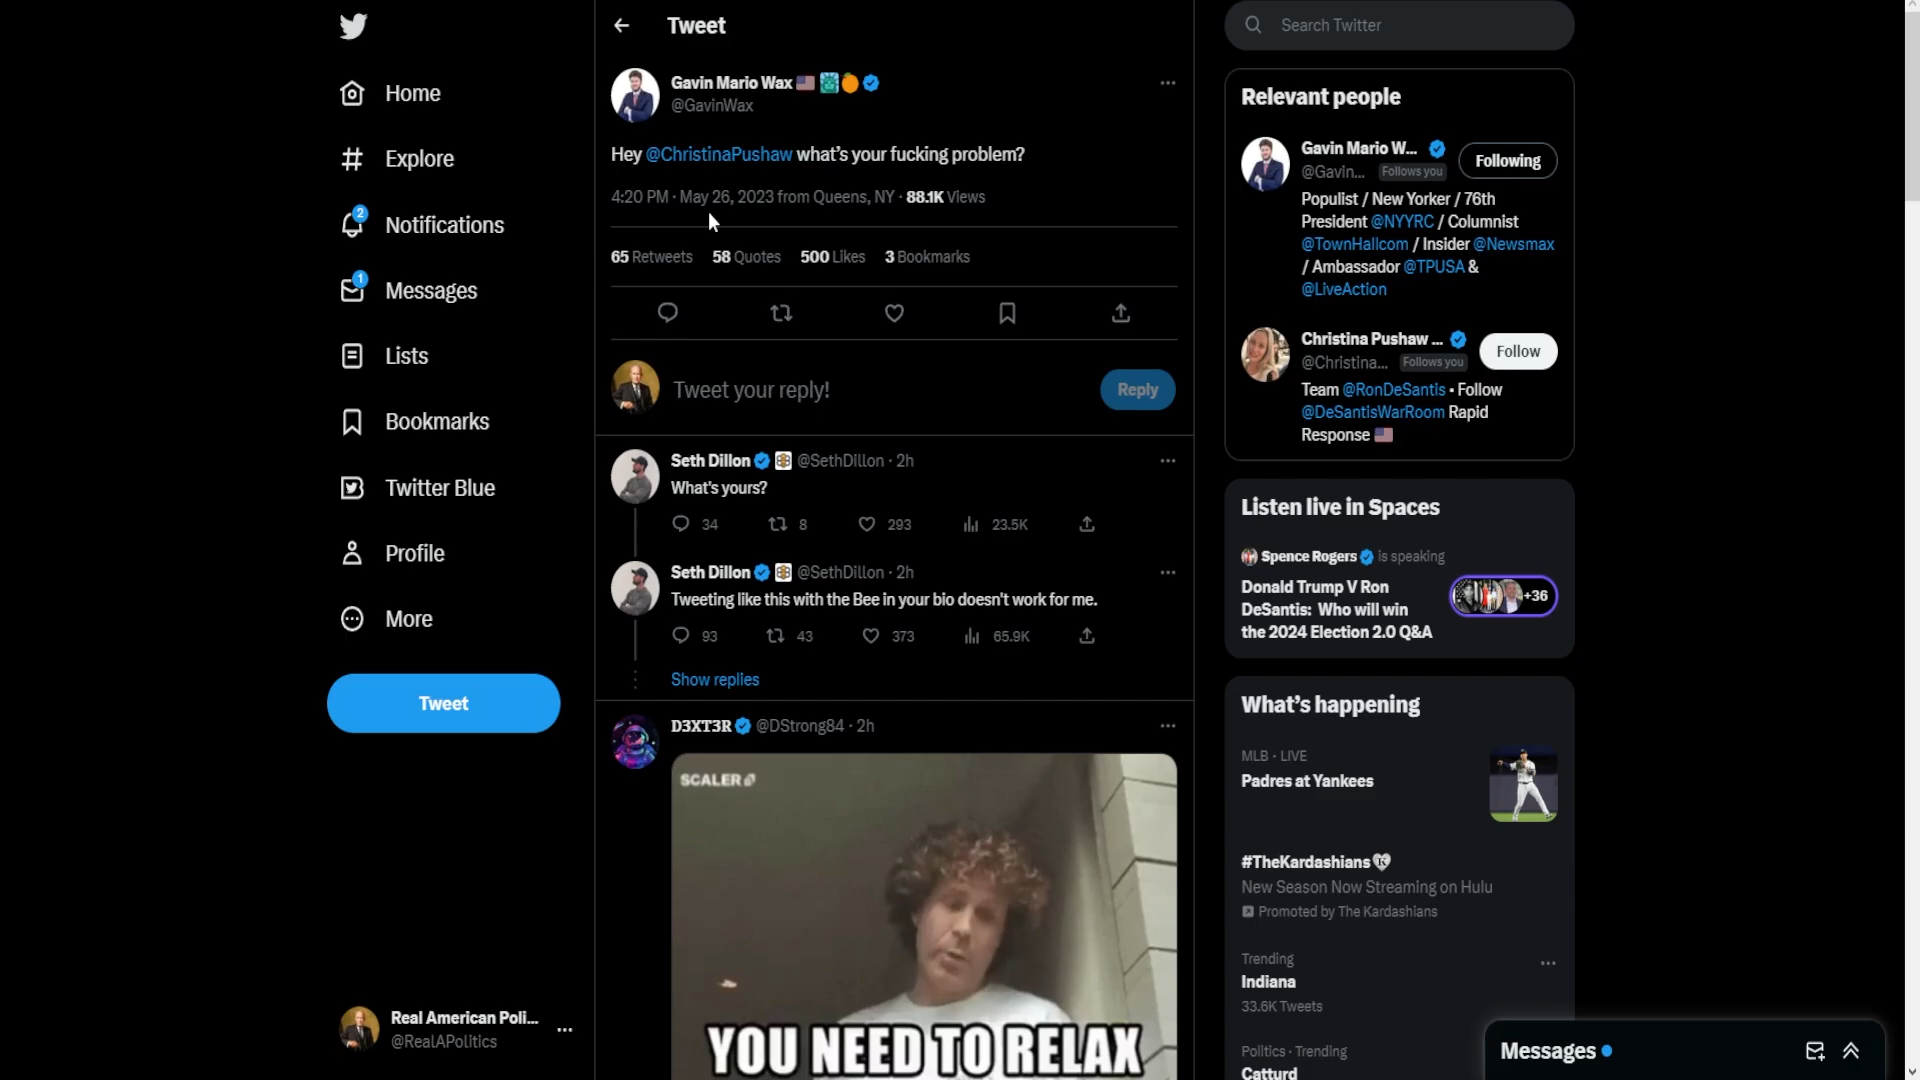 Home
Explore
2
Notifications
1
Messages
Lists
Bookmarks
Twitter Blue
Profile
More
Tweet
Real American Poli...
@RealAPolitics
Tweet
Gavin Mario Wax
@GavinWax
Hey @ChristinaPushaw what's your fucking problem?
4:20 PM · May 26, 2023 from Queens, NY · 88.1K Views
65 Retweets 58 Quotes 500 Likes 3 Bookmarks
Tweet your reply!
Reply
Seth Dillon @SethDillon · 2h
What's yours?
34 8 293 23.5K
Seth Dillon @SethDillon · 2h
Tweeting like this with the Bee in your bio doesn't work for me.
93 43 373 65.9K
Show replies
D3XT3R @DStrong84 · 2h
SCALER
YOU NEED TO RELAX
Search Twitter
Relevant people
Gavin Mario W...
Following
@Gavin... Follows you
Populist / New Yorker / 76th
President @NYYRC / Columnist
@TownHallcom / Insider @Newsmax
/ Ambassador @TPUSA &
@LiveAction
Christina Pushaw ...
Follow
@Christina... Follows you
Team @RonDeSantis • Follow
@DeSantisWarRoom Rapid
Response
Listen live in Spaces
Spence Rogers is speaking
Donald Trump V Ron
DeSantis: Who will win
the 2024 Election 2.0 Q&A
+36
What's happening
MLB · LIVE
Padres at Yankees
#TheKardashians
New Season Now Streaming on Hulu
Promoted by The Kardashians
Trending
Indiana
33.6K Tweets
Politics · Trending
Catturd
Messages